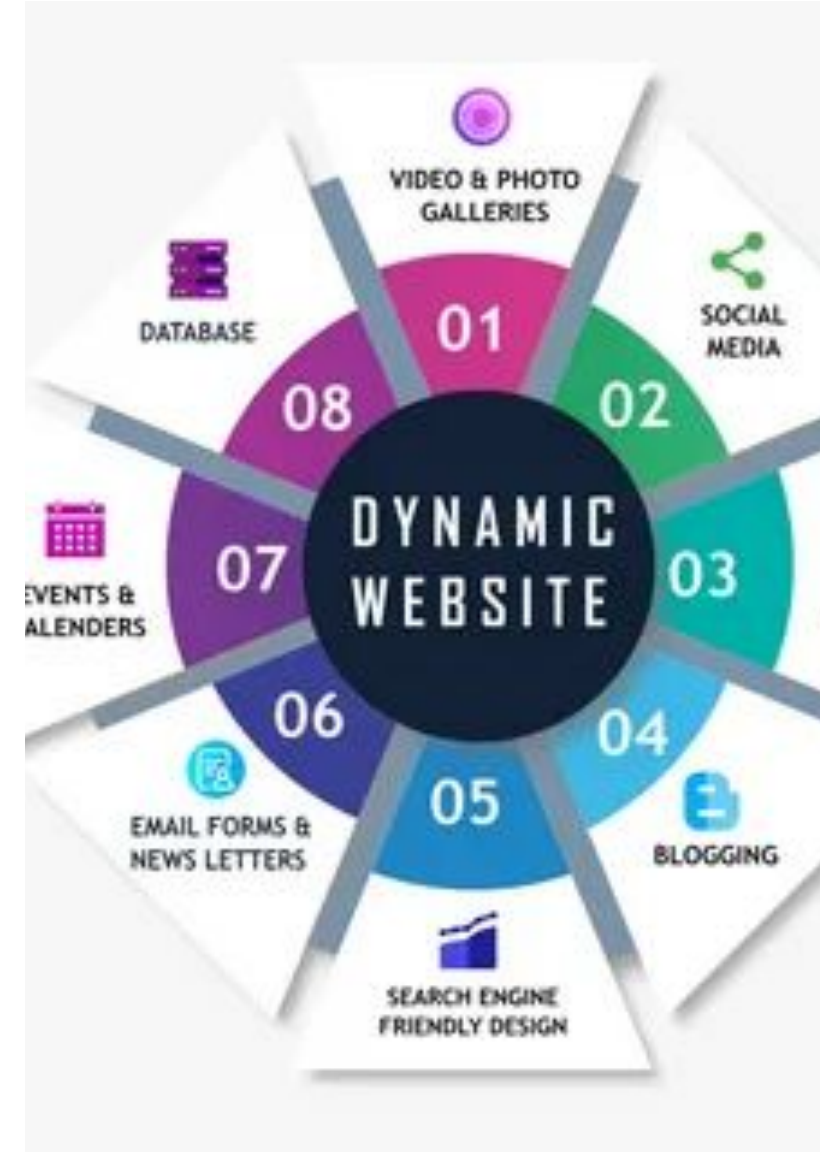 VIDEO & PHOTO
GALLERIES
01
SOCIAL
MEDIA
02
03
04
BLOGGING
05
SEARCH ENGINE
FRIENDLY DESIGN
06
EMAIL FORMS &
NEWS LETTERS
07
EVENTS &
ALENDERS
08
DATABASE
DYNAMIC
WEBSITE